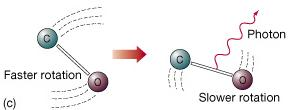 C
O
Faster rotation
(c)
Photon
C
O
Slower rotation